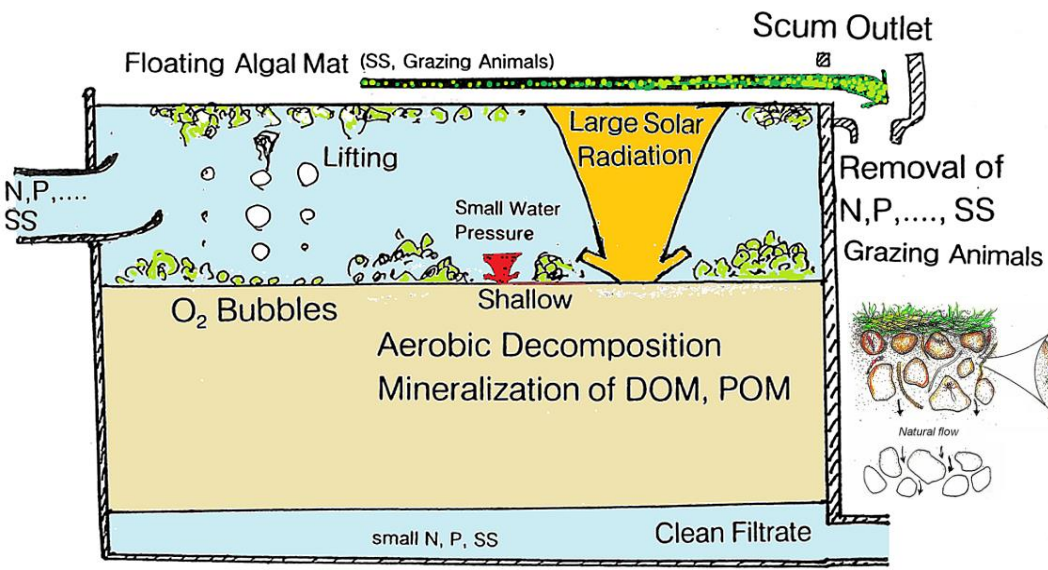 Scum Outlet
Floating Algal Mat (SS, Grazing Animals)
Large Solar
Radiation
Lifting
N,P,....
SS
Removal of
N,P,...., SS
Grazing Animals
Small Water
Pressure
O₂ Bubbles
Shallow
Aerobic Decomposition
Mineralization of DOM, POM
Natural flow
small N, P, SS
Clean Filtrate